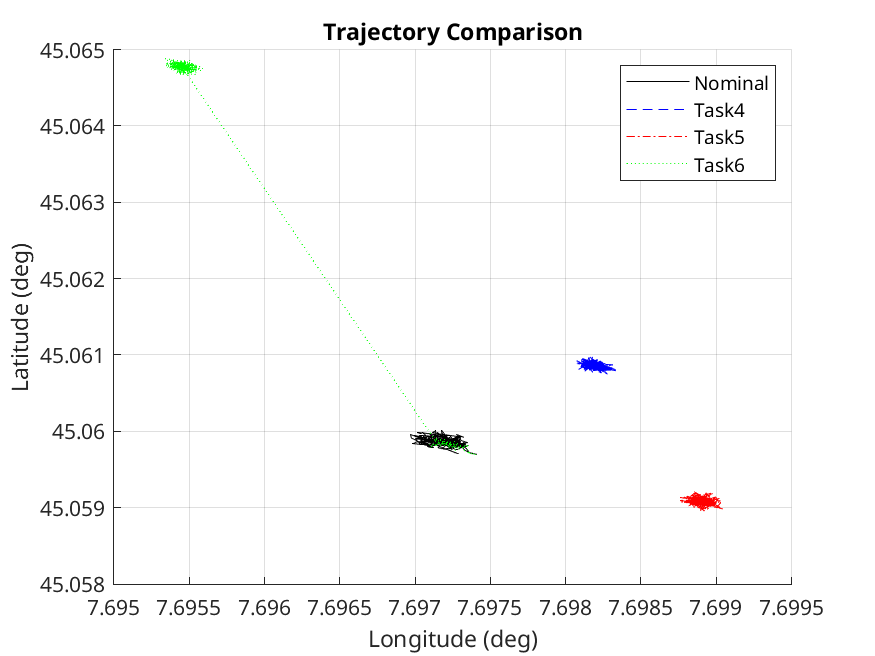 Trajectory Comparison
45.065
45.064
45.063
45.062
45.061
45.06
45.059
45.058
Latitude (deg)
Nominal
Task4
Task5
Task6
7.695 7.6955 7.696 7.6965 7.697 7.6975 7.698 7.6985 7.699 7.6995
Longitude (deg)